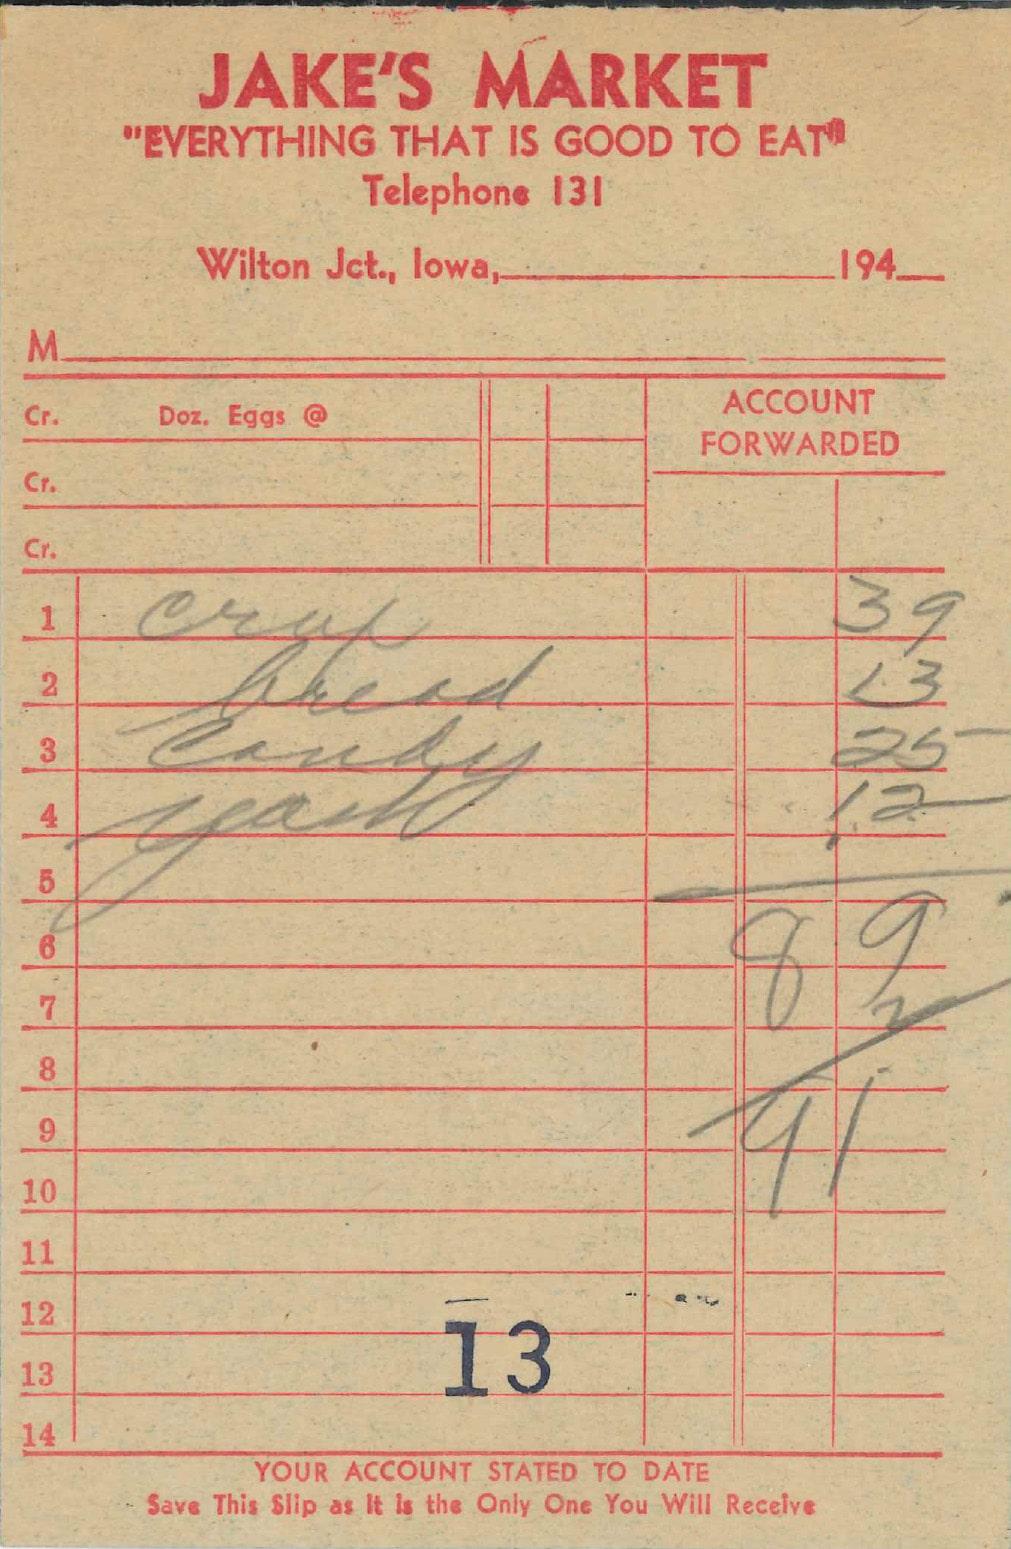 JAKE'S MARKET
"EVERYTHING THAT IS GOOD TO EAT"
Telephone 131
Wilton Jct., Iowa, 194
M
Cr. Doz. Eggs @ ACCOUNT
FORWARDED
Cr.
Cr.
1 39
2 bread 13
3 candy 25
4 12
5
6 89
7 2
8
9 91
10
11
12
13 13
14
YOUR ACCOUNT STATED TO DATE
Save This Slip as It is the Only One You Will Receive